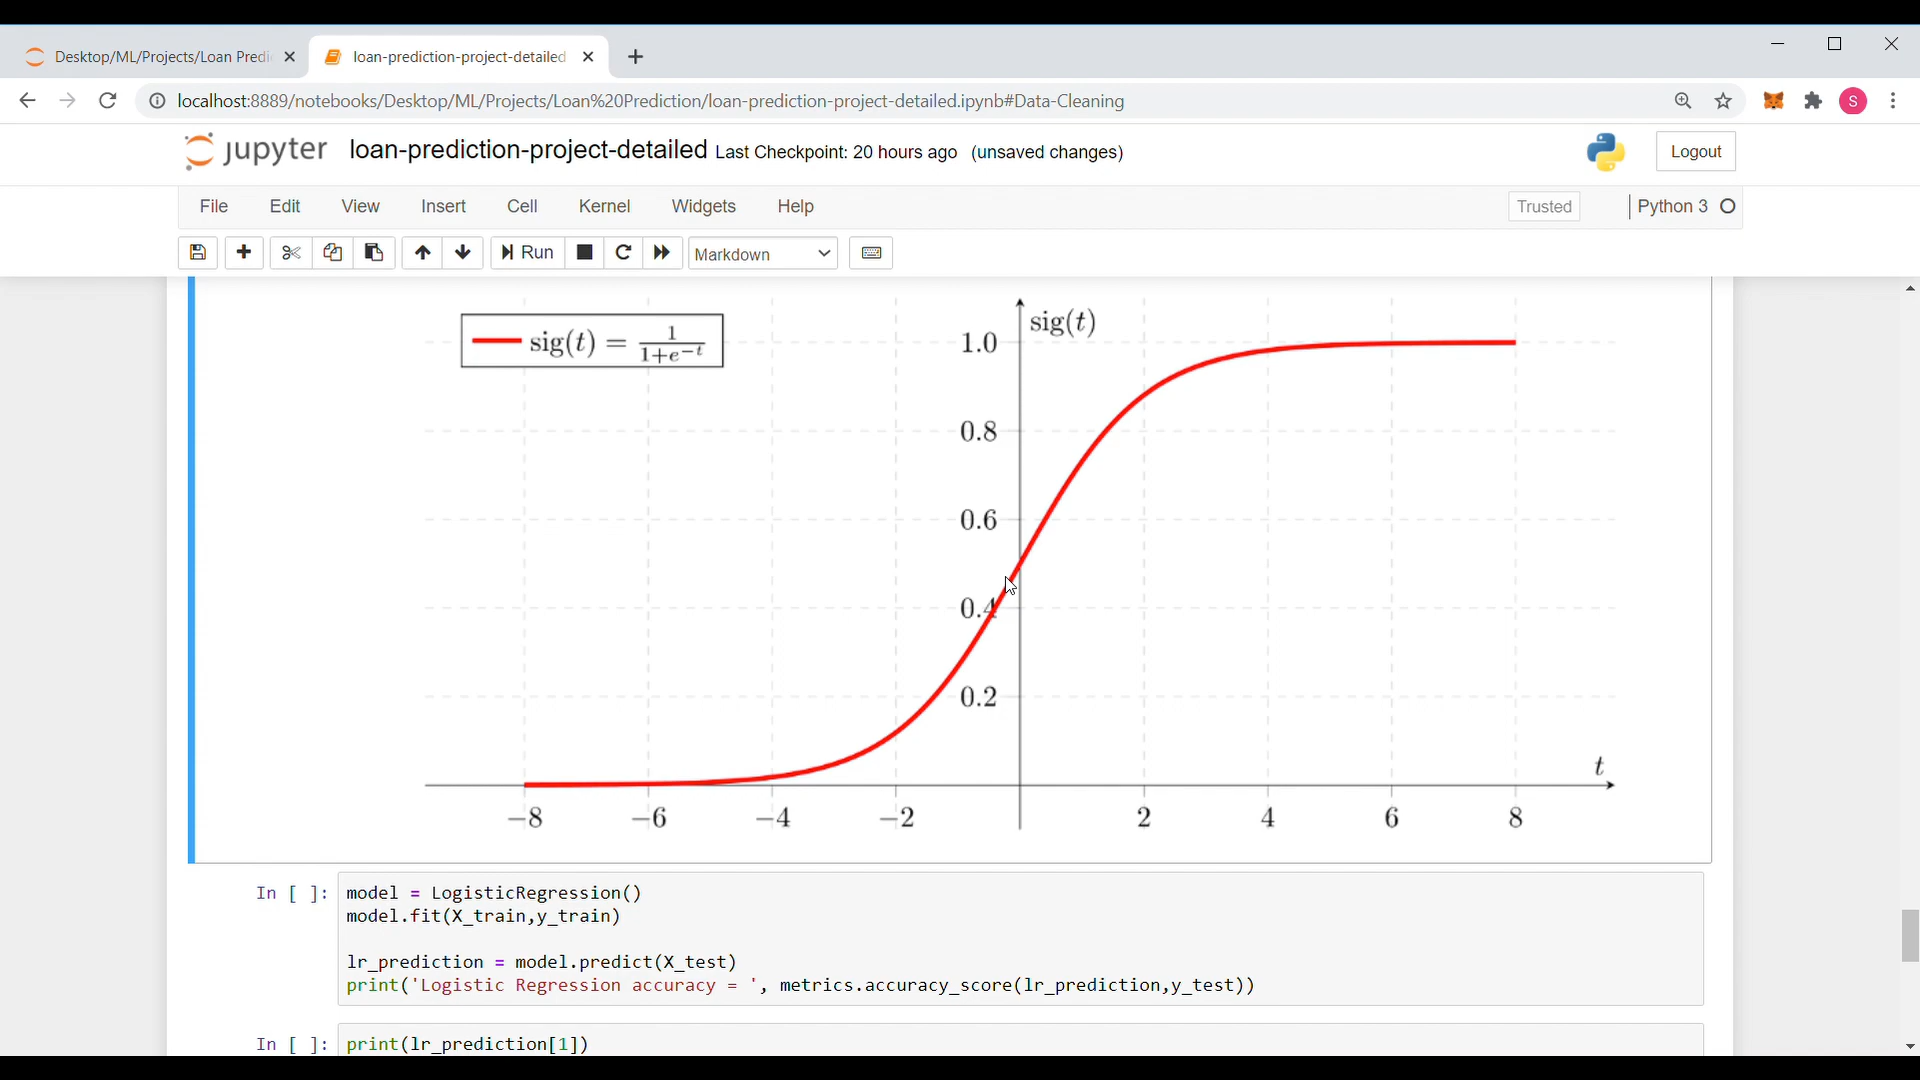 Desktop/ML/Projects/Loan Predi
loan-prediction-project-detailed
localhost:8889/notebooks/Desktop/ML/Projects/Loan%20Prediction/loan-prediction-project-detailed.ipynb#Data-Cleaning
S
jupyter loan-prediction-project-detailed Last Checkpoint: 20 hours ago (unsaved changes)
Logout
File Edit View Insert Cell Kernel Widgets Help Trusted Python 3
Run Markdown
sig(t) = 1/(1+e^{-t})
sig(t)
1.0
0.8
0.6
0.4
0.2
t
−8 −6 −4 −2 2 4 6 8
In [ ]: model = LogisticRegression()
model.fit(X_train,y_train)
lr_prediction = model.predict(X_test)
print('Logistic Regression accuracy = ', metrics.accuracy_score(lr_prediction,y_test))
In [ ]: print(lr_prediction[1])